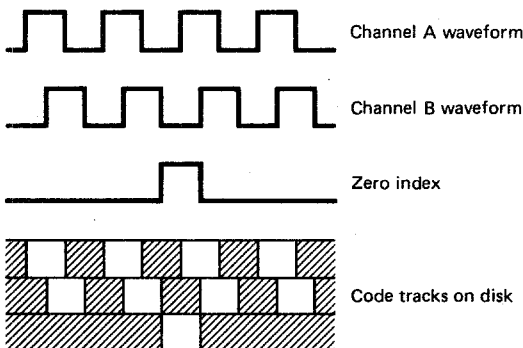 Channel A waveform
Channel B waveform
Zero index
Code tracks on disk